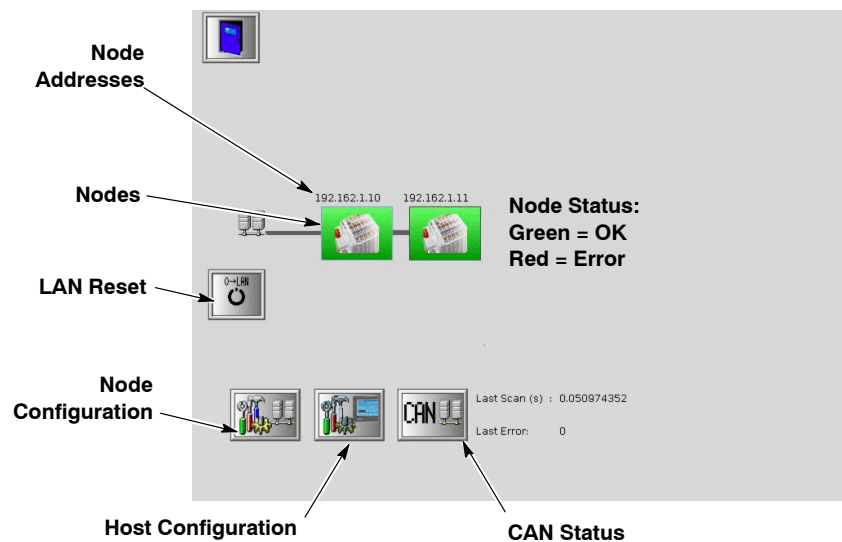 Node
Addresses
Nodes
192.162.1.10
192.162.1.11
Node Status:
Green = OK
Red = Error
LAN Reset
0→LAN
Node
Configuration
CAN
Last Scan (s) : 0.050974352
Last Error: 0
Host Configuration
CAN Status